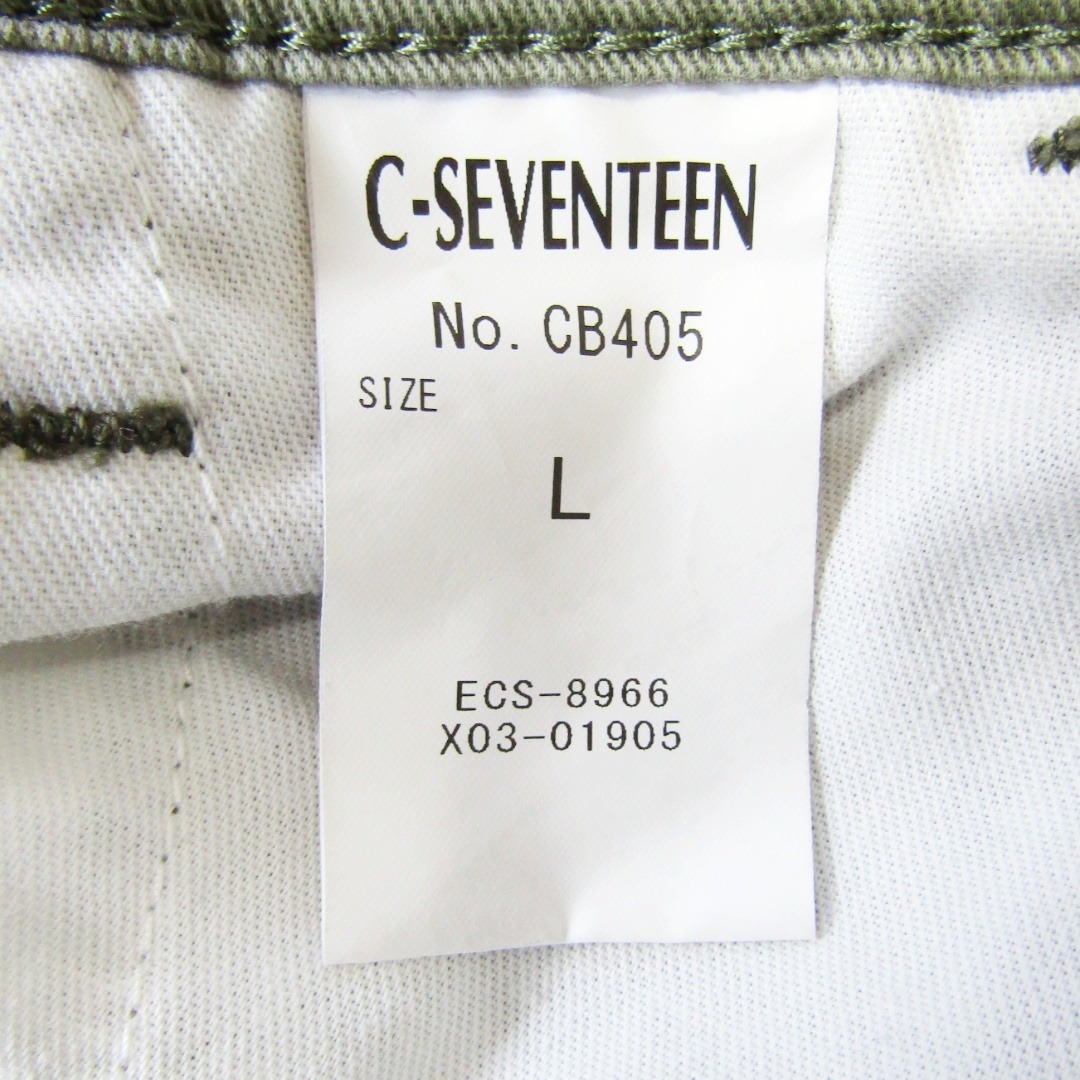 C-SEVENTEEN
No. CB405
SIZE
L
ECS-8966
X03-01905